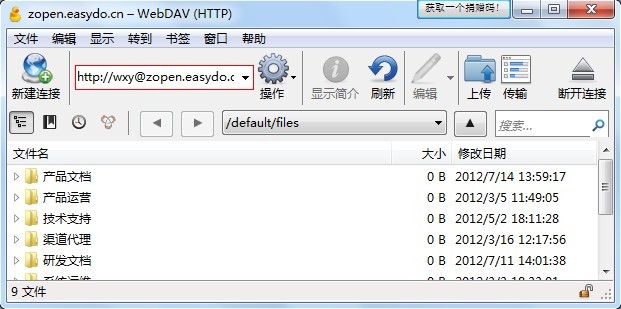 zopen.easydo.cn – WebDAV (HTTP)
获取一个捐赠码！
文件 编辑 显示 转到 书签 窗口 帮助
http://wxy@zopen.easydo.c
新建连接 操作 显示简介 刷新 编辑 上传 传输 断开连接
/default/files
搜索...
文件名 大小 修改日期
产品文档 0 B 2012/7/14 13:59:17
产品运营 0 B 2012/3/5 11:49:05
技术支持 0 B 2012/5/2 18:11:28
渠道代理 0 B 2012/3/16 12:17:56
研发文档 0 B 2012/7/11 14:01:38
系统运维 0 B
9 文件